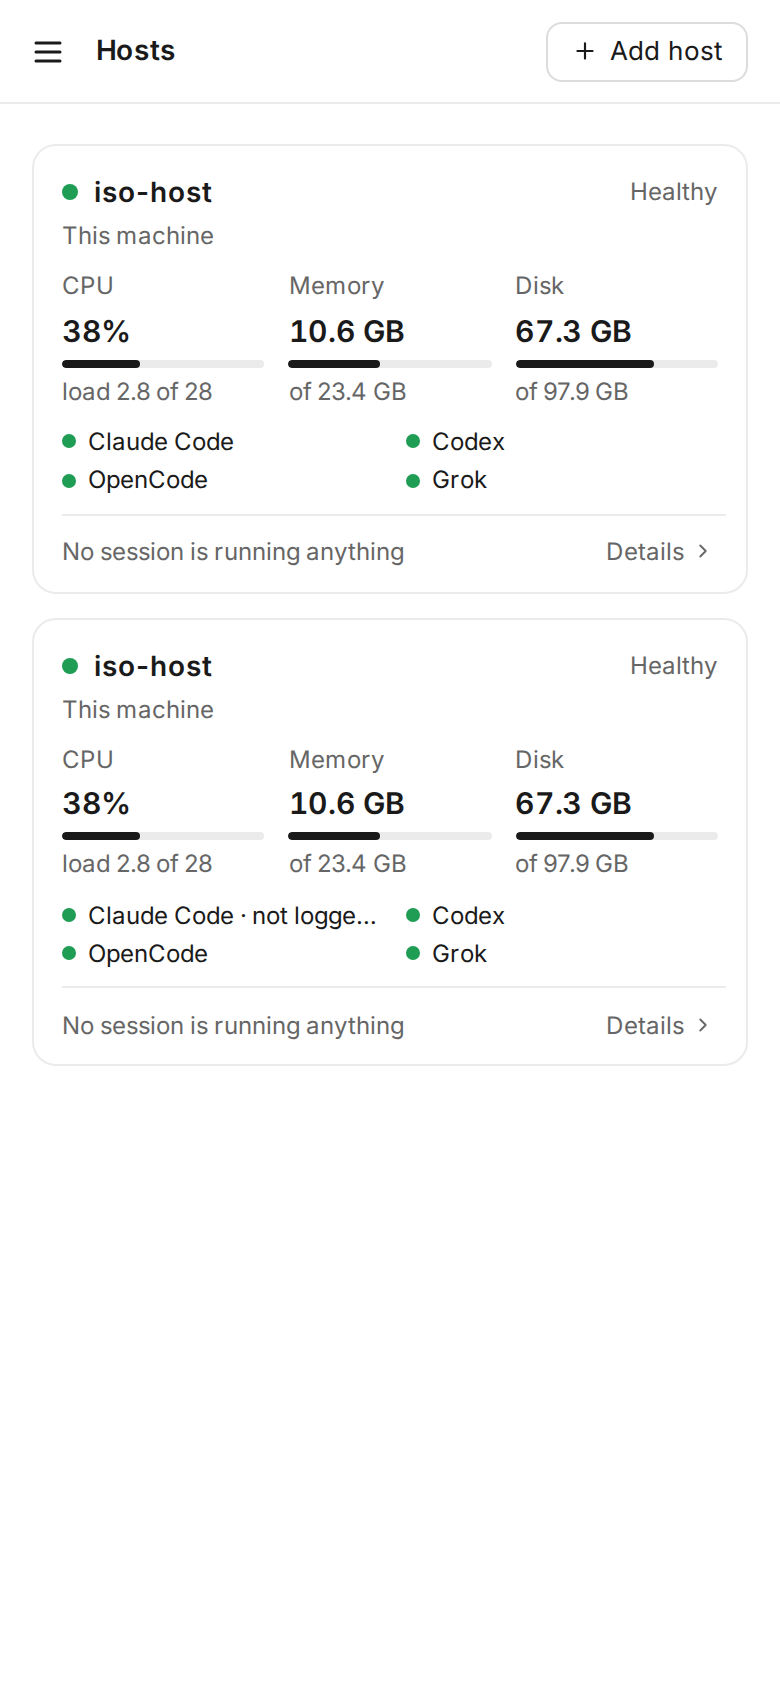 Hosts
+ Add host
iso-host
Healthy
This machine
CPU Memory Disk
38% 10.6 GB 67.3 GB
load 2.8 of 28 of 23.4 GB of 97.9 GB
Claude Code Codex
OpenCode Grok
No session is running anything Details >
iso-host
Healthy
This machine
CPU Memory Disk
38% 10.6 GB 67.3 GB
load 2.8 of 28 of 23.4 GB of 97.9 GB
Claude Code · not logge... Codex
OpenCode Grok
No session is running anything Details >